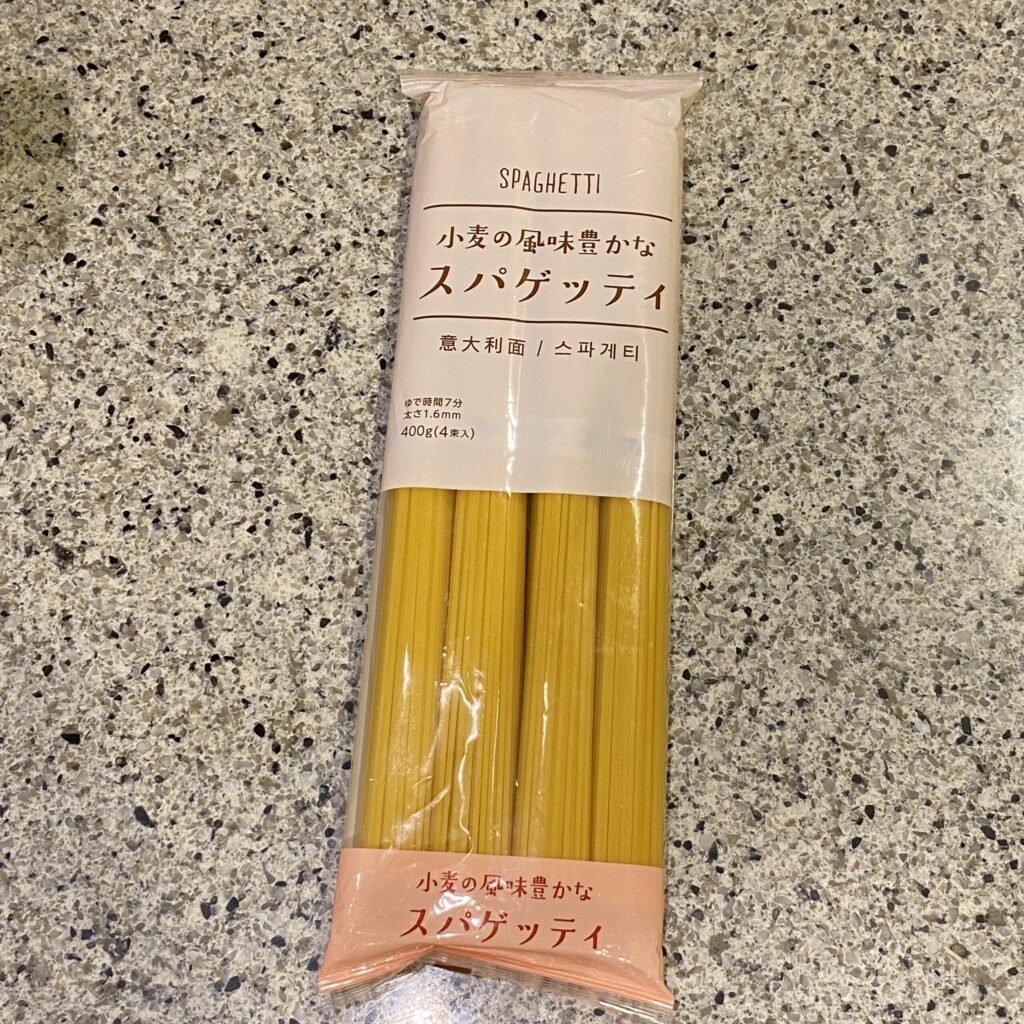 SPAGHETTI
小麦の風味豊かな
スパゲッティ
意大利面 / 스파게티
ゆで時間7分
太さ1.6mm
400g(4束入)
小麦の風味豊かな
スパゲッティ